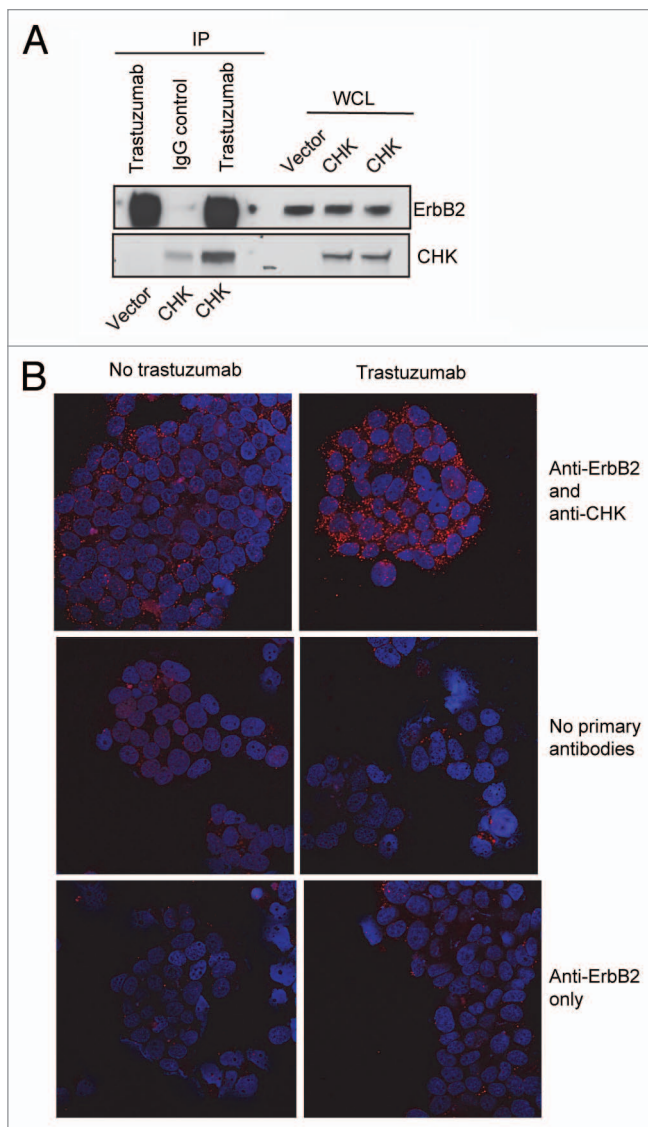 A
IP
Trastuzumab
IgG control
Trastuzumab
WCL
Vector
CHK
CHK
ErbB2
CHK
Vector
CHK
CHK
B
No trastuzumab
Trastuzumab
Anti-ErbB2
and
anti-CHK
No primary
antibodies
Anti-ErbB2
only